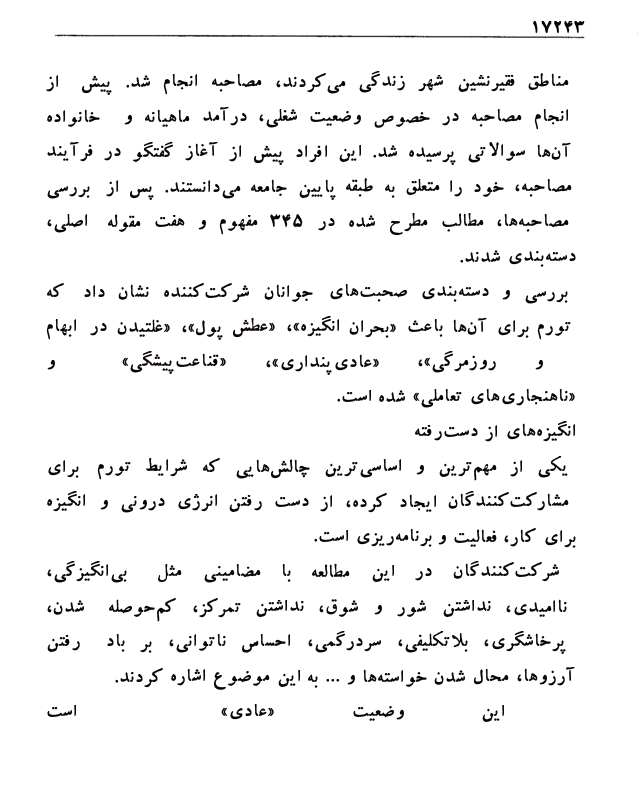 ۱۷۲۴۳
مناطق فقیرنشین شهر زندگی می‌کردند، مصاحبه انجام شد. پیش از
انجام مصاحبه در خصوص وضعیت شغلی، درآمد ماهیانه و خانواده
آن‌ها سوالاتی پرسیده شد. این افراد پیش از آغاز گفتگو در فرآیند
مصاحبه، خود را متعلق به طبقه پایین جامعه می‌دانستند. پس از بررسی
مصاحبه‌ها، مطالب مطرح شده در ۳۴۵ مفهوم و هفت مقوله اصلی،
دسته‌بندی شدند.
بررسی و دسته‌بندی صحبت‌های جوانان شرکت‌کننده نشان داد که
تورم برای آن‌ها باعث «بحران انگیزه»، «عطش پول»، «غلتیدن در ابهام
و روزمرگی»، «عادی‌پنداری»، «قناعت‌پیشگی» و
«ناهنجاری‌های تعاملی» شده است.
انگیزه‌های از دست‌رفته
یکی از مهم‌ترین و اساسی‌ترین چالش‌هایی که شرایط تورم برای
مشارکت‌کنندگان ایجاد کرده، از دست رفتن انرژی درونی و انگیزه
برای کار، فعالیت و برنامه‌ریزی است.
شرکت‌کنندگان در این مطالعه با مضامینی مثل بی‌انگیزگی،
ناامیدی، نداشتن شور و شوق، نداشتن تمرکز، کم‌حوصله شدن،
پرخاشگری، بلاتکلیفی، سردرگمی، احساس ناتوانی، بر باد رفتن
آرزوها، محال شدن خواسته‌ها و ... به این موضوع اشاره کردند.
این وضعیت «عادی» است